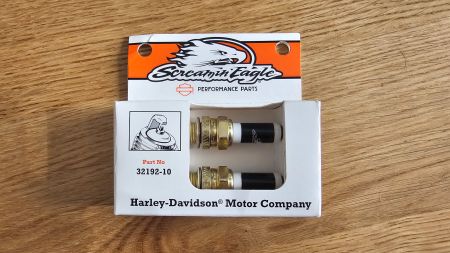 Screamin' Eagle
PERFORMANCE PARTS
Part No
32192-10
Harley-Davidson® Motor Company